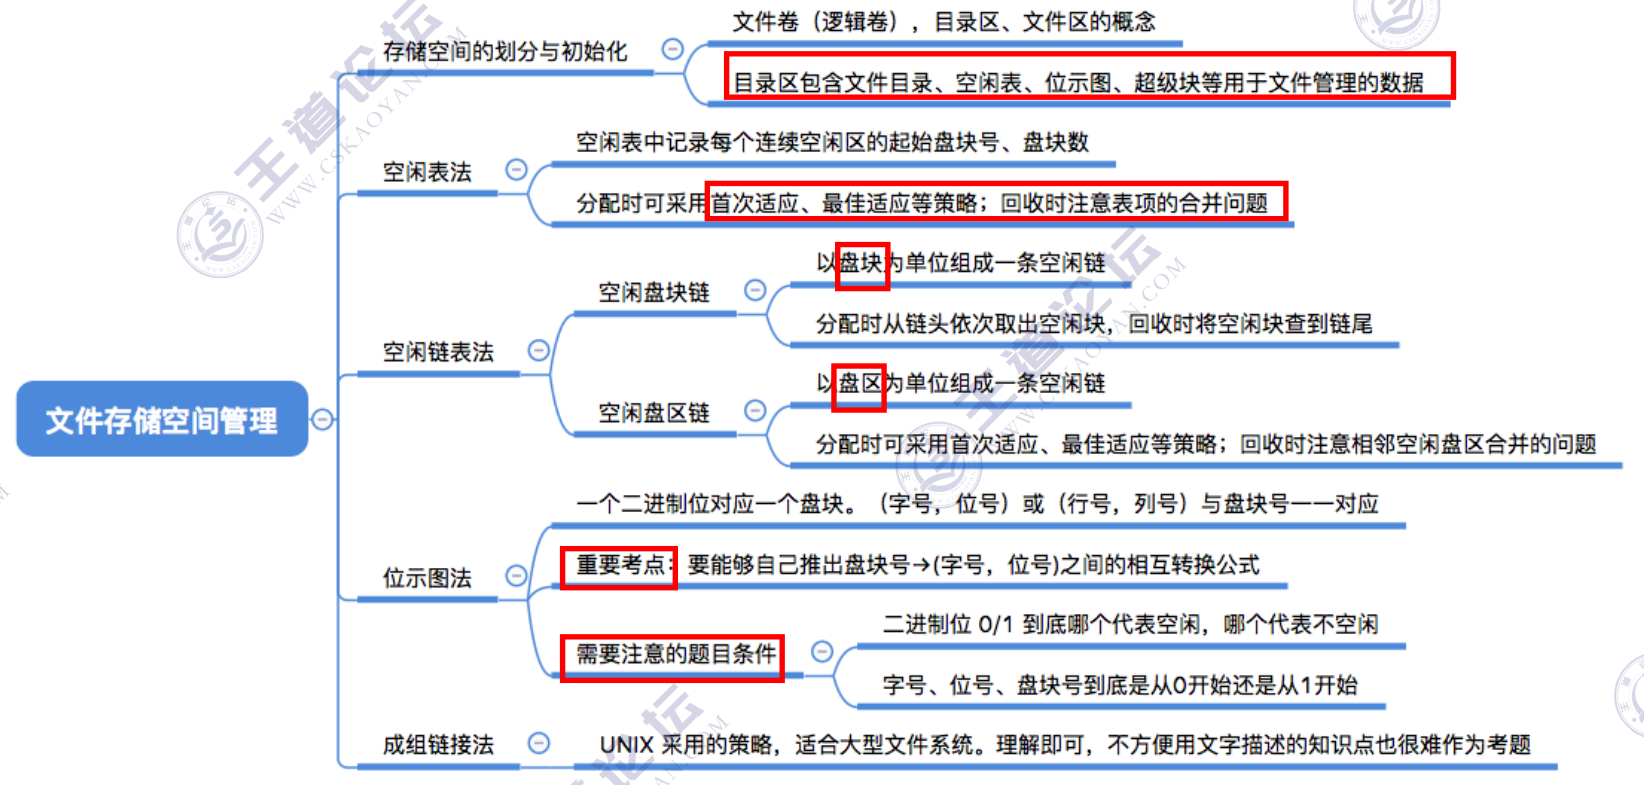 文件卷（逻辑卷），目录区、文件区的概念
存储空间的划分与初始化
目录区包含文件目录、空闲表、位示图、超级块等用于文件管理的数据
空闲表中记录每个连续空闲区的起始盘块号、盘块数
空闲表法
分配时可采用首次适应、最佳适应等策略；回收时注意表项的合并问题
以盘块为单位组成一条空闲链
空闲盘块链
分配时从链头依次取出空闲块，回收时将空闲块查到链尾
空闲链表法
以盘区为单位组成一条空闲链
空闲盘区链
分配时可采用首次适应、最佳适应等策略；回收时注意相邻空闲盘区合并的问题
文件存储空间管理
一个二进制位对应一个盘块。（字号，位号）或（行号，列号）与盘块号一一对应
位示图法
重要考点：要能够自己推出盘块号→(字号，位号)之间的相互转换公式
二进制位 0/1 到底哪个代表空闲，哪个代表不空闲
需要注意的题目条件
字号、位号、盘块号到底是从0开始还是从1开始
成组链接法
UNIX 采用的策略，适合大型文件系统。理解即可，不方便用文字描述的知识点也很难作为考题
王道论坛
WWW.CSKAOYAN.COM
王道论坛
WWW.CSKAOYAN.COM